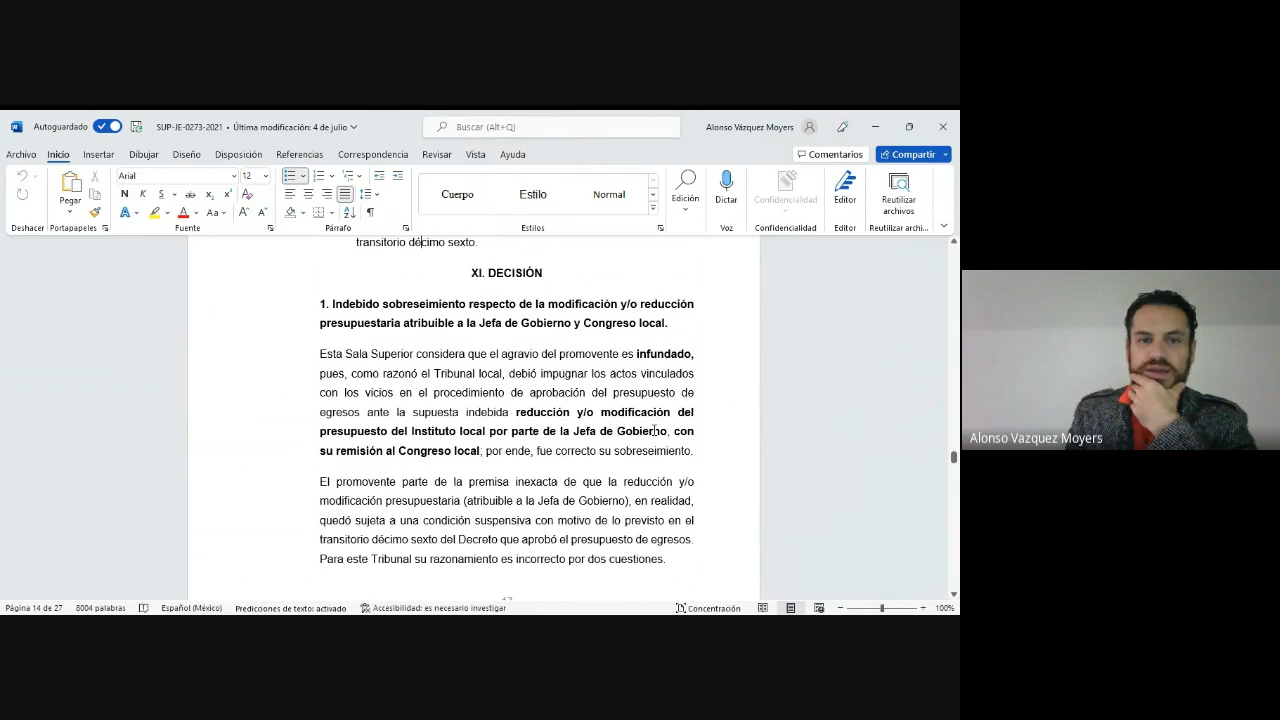 Autoguardado
SUP-JE-0273-2021 • Última modificación: 4 de julio
Buscar (Alt+Q)
Alonso Vázquez Moyers
Archivo Inicio Insertar Dibujar Diseño Disposición Referencias Correspondencia Revisar Vista Ayuda
Comentarios Compartir
Arial 12
Pegar
N K S ab x₂ x²
A A Aa A A
Cuerpo Estilo Normal
Edición Dictar Confidencialidad Editor Reutilizar archivos
Deshacer Portapapeles Fuente Párrafo Estilos Voz Confidencialidad Editor Reutilizar archi...
transitorio décimo sexto.
XI. DECISIÓN
1. Indebido sobreseimiento respecto de la modificación y/o reducción
presupuestaria atribuible a la Jefa de Gobierno y Congreso local.
Esta Sala Superior considera que el agravio del promovente es infundado,
pues, como razonó el Tribunal local, debió impugnar los actos vinculados
con los vicios en el procedimiento de aprobación del presupuesto de
egresos ante la supuesta indebida reducción y/o modificación del
presupuesto del Instituto local por parte de la Jefa de Gobierno, con
su remisión al Congreso local; por ende, fue correcto su sobreseimiento.
El promovente parte de la premisa inexacta de que la reducción y/o
modificación presupuestaria (atribuible a la Jefa de Gobierno), en realidad,
quedó sujeta a una condición suspensiva con motivo de lo previsto en el
transitorio décimo sexto del Decreto que aprobó el presupuesto de egresos.
Para este Tribunal su razonamiento es incorrecto por dos cuestiones.
Página 14 de 27 8004 palabras Español (México) Predicciones de texto: activado Accesibilidad: es necesario investigar Concentración 100%
Alonso Vazquez Moyers